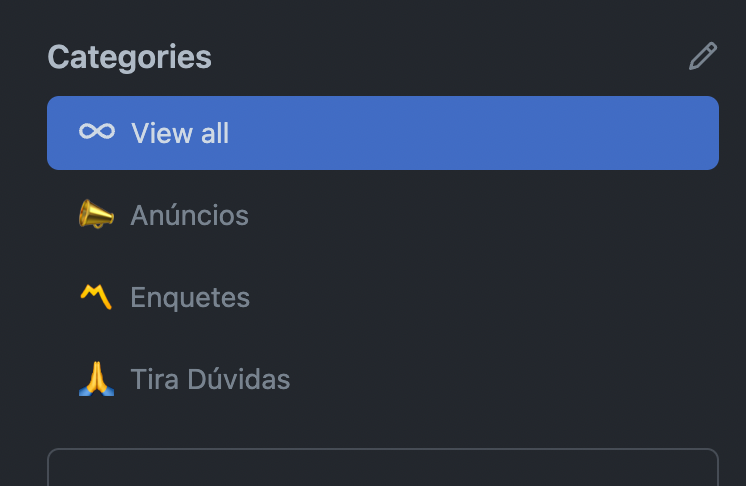 Categories
View all
Anúncios
Enquetes
Tira Dúvidas